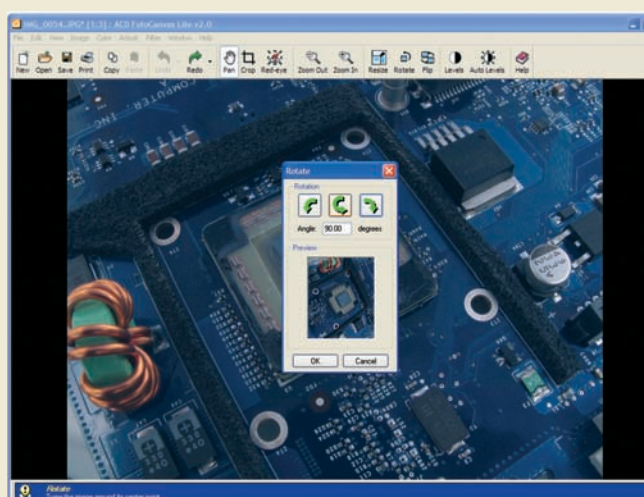 IMG_0054.JPG* [1:3] : ACD FotoCanvas Lite v2.0
File Edit View Image Color Adjust Filter Window Help
New Open Save Print Copy Paste Undo Redo Pan Crop Red-eye Zoom Out Zoom In Resize Rotate Flip Levels Auto Levels Help
COMPUTER INC
Rotate
Rotation
Angle: 90.00 degrees
Preview
OK Cancel
Rotate